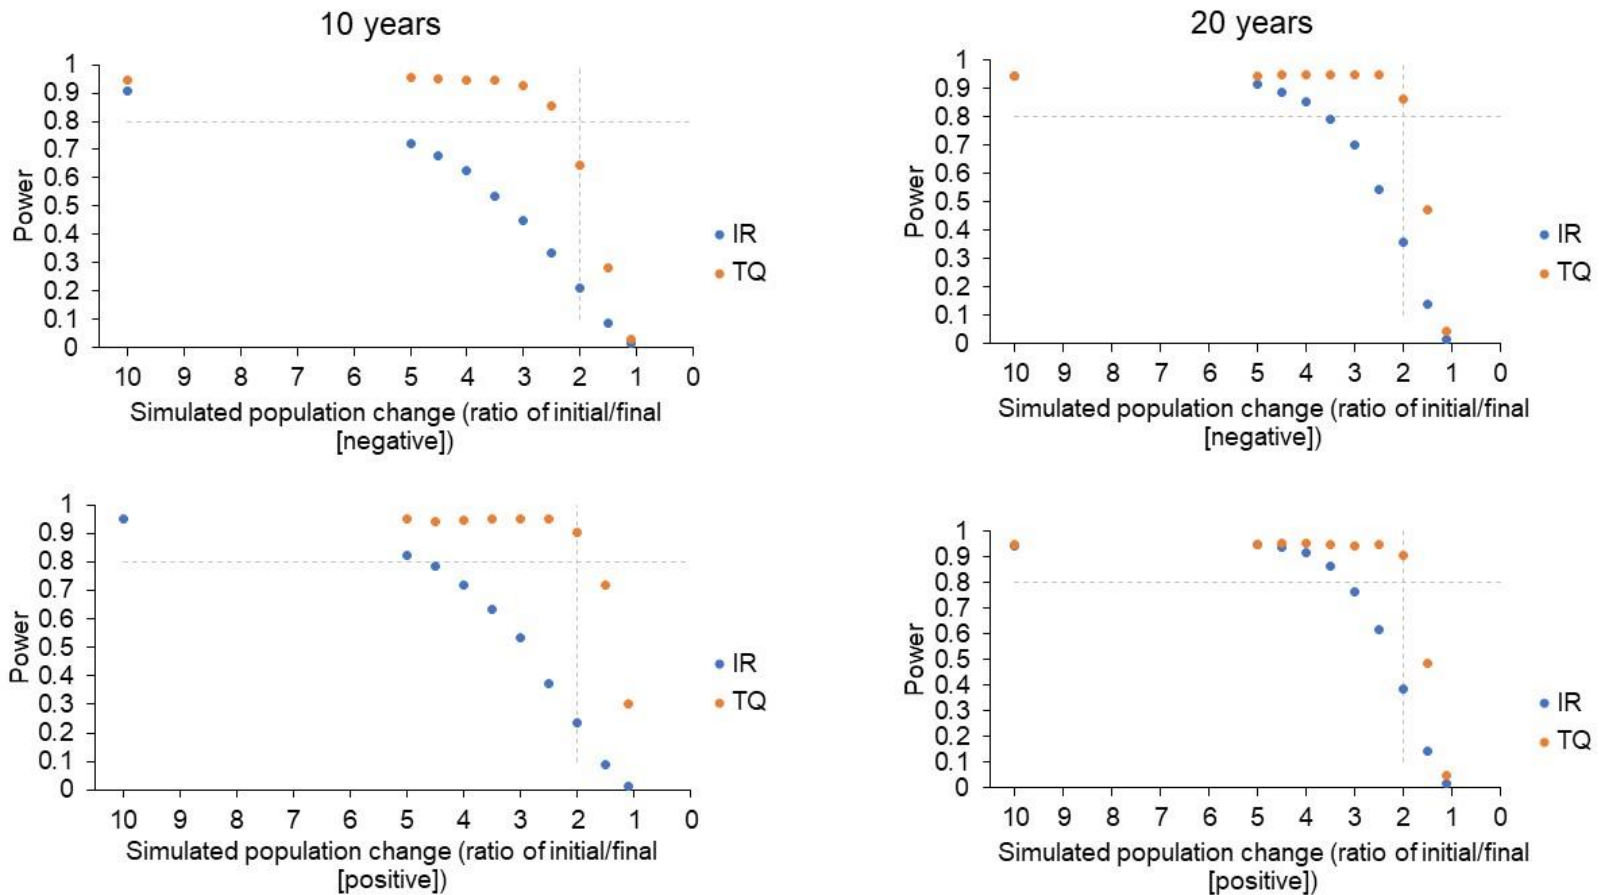 10 years
1
0.9
0.8
0.7
0.6
0.5
0.4
0.3
0.2
0.1
0
Power
IR
TQ
10 9 8 7 6 5 4 3 2 1 0
Simulated population change (ratio of initial/final
[negative])
20 years
1
0.9
0.8
0.7
0.6
0.5
0.4
0.3
0.2
0.1
0
Power
IR
TQ
10 9 8 7 6 5 4 3 2 1 0
Simulated population change (ratio of initial/final
[negative])
1
0.9
0.8
0.7
0.6
0.5
0.4
0.3
0.2
0.1
0
Power
IR
TQ
10 9 8 7 6 5 4 3 2 1 0
Simulated population change (ratio of initial/final
[positive])
1
0.9
0.8
0.7
0.6
0.5
0.4
0.3
0.2
0.1
0
Power
IR
TQ
10 9 8 7 6 5 4 3 2 1 0
Simulated population change (ratio of initial/final
[positive])